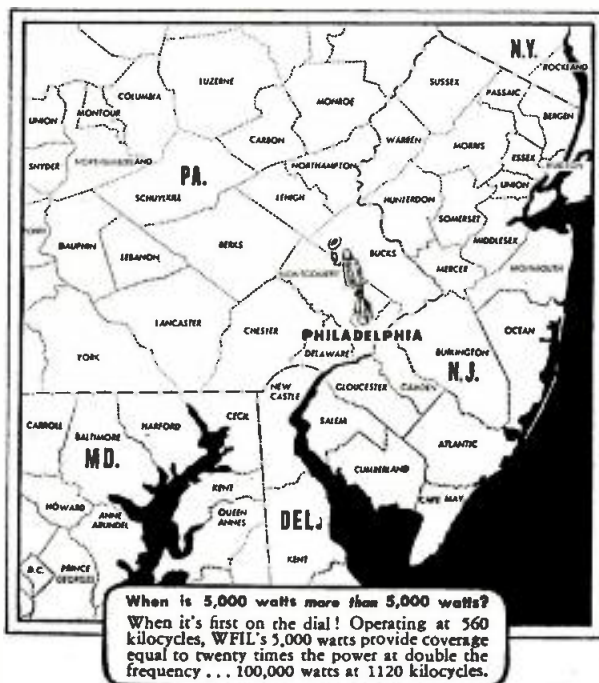 N.Y.
ROCKLAND
LUZERNE
SUSSEX
PASSAIC
COLUMBIA
MONROE
BERGEN
UNION
MONTOUR
CARBON
WARREN
MORRIS
ESSEX
SNYDER
NORTHAMPTON
UNION
PA.
SCHUYLKILL
LEHIGH
HUNTERDON
SOMERSET
MIDDLESEX
DAUPHIN
LEBANON
BERKS
BUCKS
MERCER
MONMOUTH
MONTGOMERY
LANCASTER
CHESTER
PHILADELPHIA
OCEAN
YORK
DELAWARE
BURLINGTON
N.J.
NEW
CASTLE
GLOUCESTER
CAMDEN
CARROLL
BALTIMORE
HARFORD
CECIL
SALEM
ATLANTIC
MD.
CUMBERLAND
HOWARD
ANNE
ARUNDEL
KENT
QUEEN
ANNES
CAPE MAY
DEL.
D.C.
PRINCE
GEORGES
KENT
When is 5,000 watts more than 5,000 watts?
When it's first on the dial! Operating at 560
kilocycles, WFIL's 5,000 watts provide coverage
equal to twenty times the power at double the
frequency . . . 100,000 watts at 1120 kilocycles.